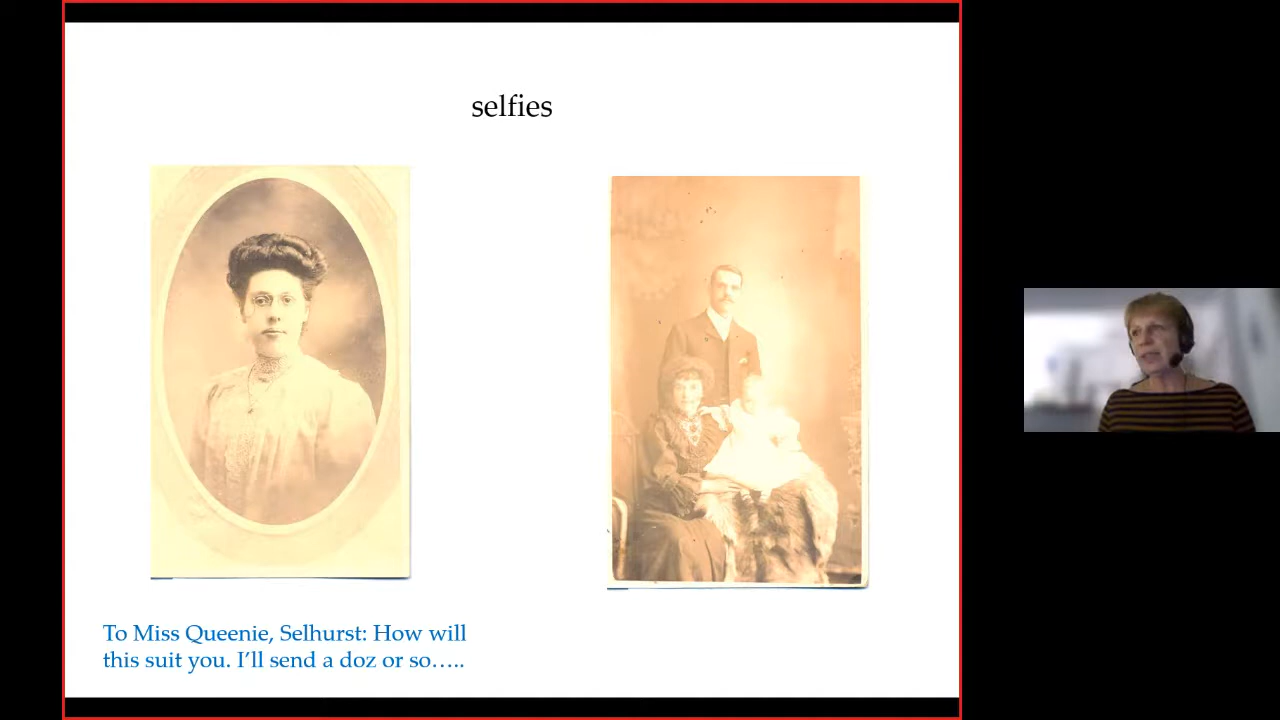 selfies
To Miss Queenie, Selhurst: How will
this suit you. I’ll send a doz or so…..